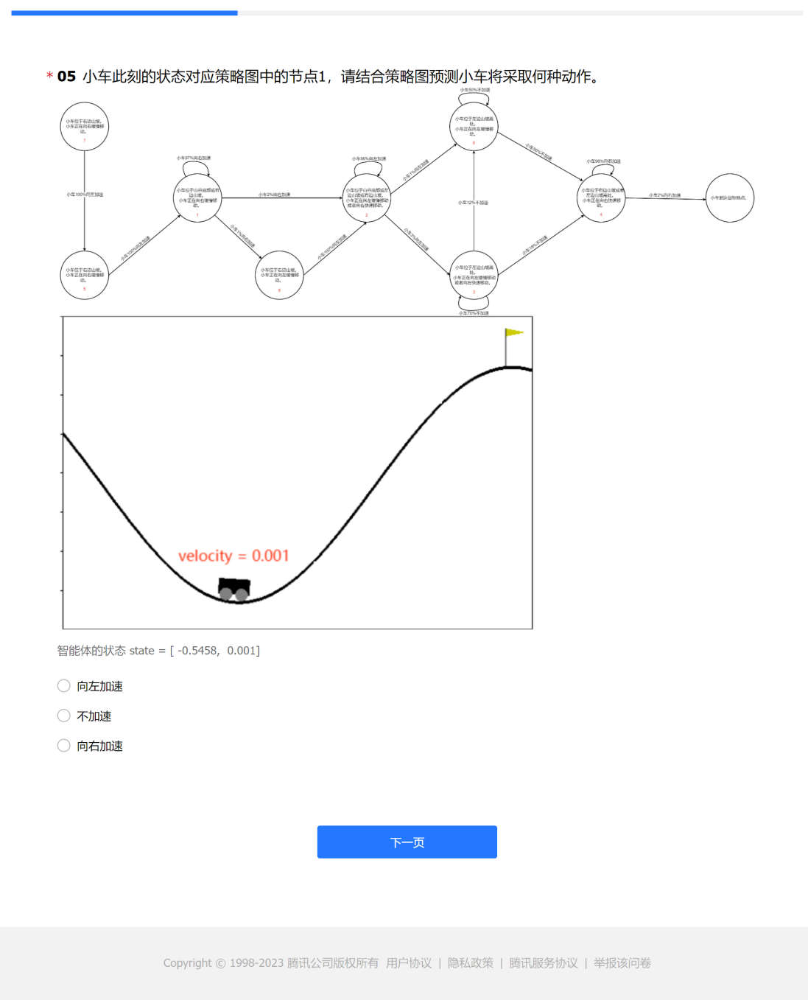 * 05 小车此刻的状态对应策略图中的节点1，请结合策略图预测小车将采取何种动作。
小车50%不加速
小车位于右边山坡。
小车正在向右缓慢移
动。
7
小车位于左边山坡高
处。
小车正在向左缓慢移
动。
6
小车97%向右加速
小车96%向左加速
小车1%向左加速
小车50%不加速
小车98%向右加速
小车100%向左加速
小车位于山谷底部或右
边山坡。
小车正在向右缓慢移
动。
1
小车2%向右加速
小车位于山谷底部或左
边山坡或右边山坡。
小车正在向左缓慢移动
或者向右快速移动。
2
小车12%不加速
小车位于右边山坡或者
左边山坡高处。
小车正在向右快速移
动。
4
小车2%向右加速
小车到达目标地点。
小车100%向左加速
小车1%向右加速
小车100%向左加速
小车3%向左加速
小车18%不加速
小车位于右边山坡。
小车正在向右缓慢移
动。
5
小车位于右边山坡。
小车正在向左缓慢移
动。
8
小车位于左边山坡高
处。
小车正在向左缓慢移动
或者向左快速移动。
3
小车70%不加速
velocity = 0.001
智能体的状态 state = [ -0.5458, 0.001]
向左加速
不加速
向右加速
下一页
Copyright © 1998-2023 腾讯公司版权所有 用户协议 | 隐私政策 | 腾讯服务协议 | 举报该问卷